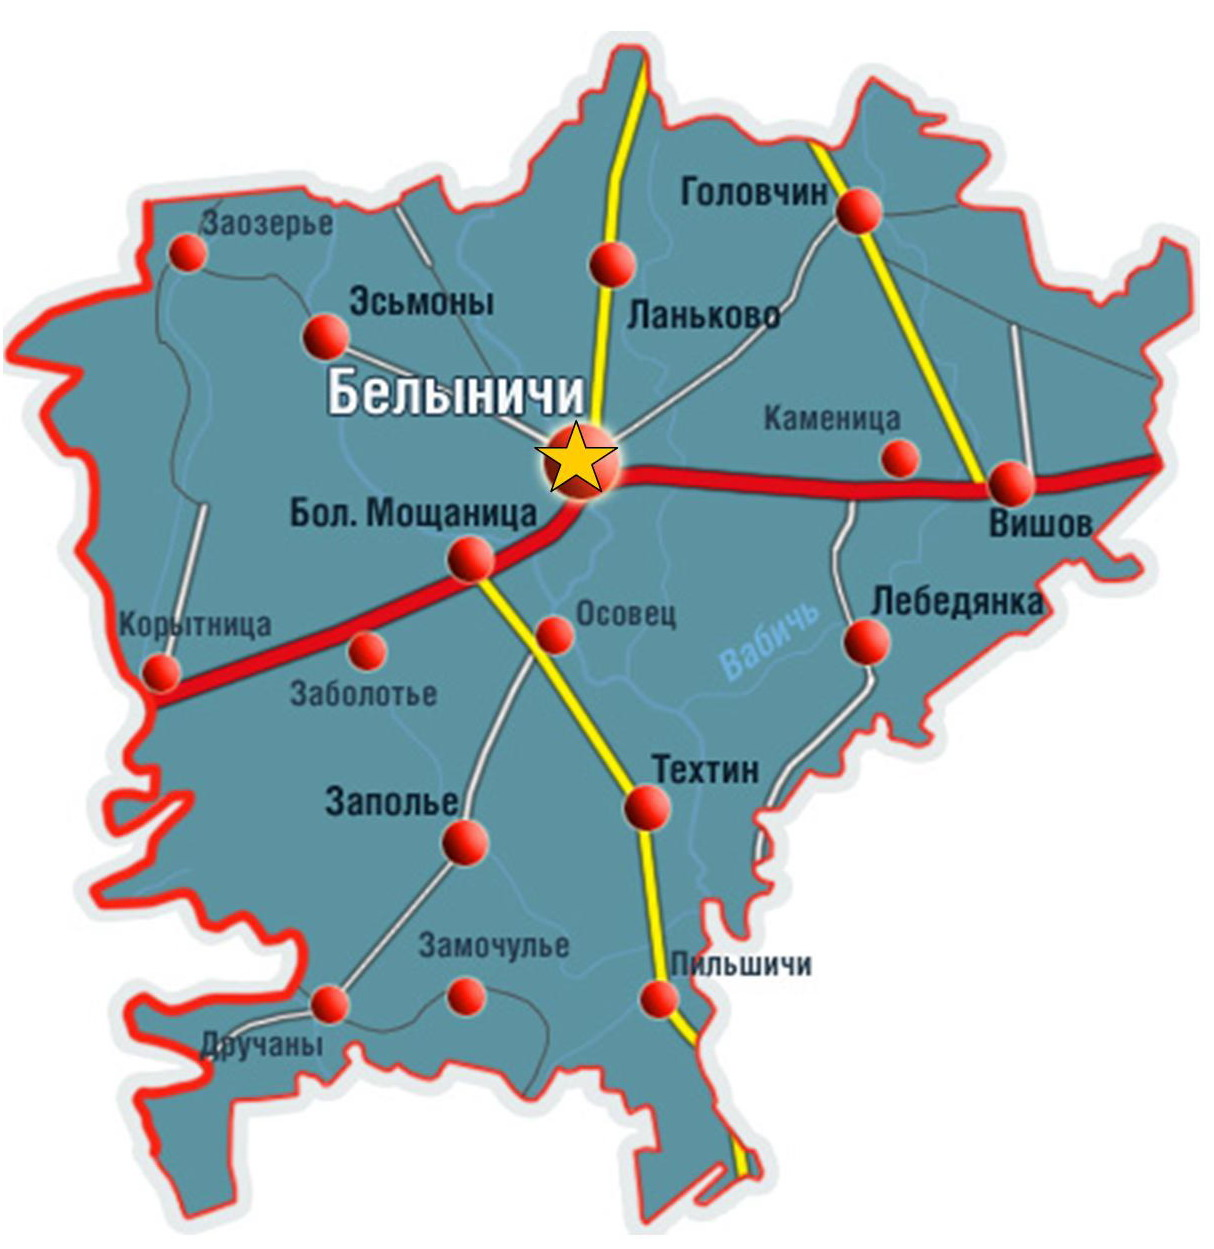 Головчин
Заозерье
Эсьмоны
Ланьково
Белыничи
Каменица
Бол. Мощаница
Вишов
Лебедянка
Осовец
Корытница
Вабичь
Заболотье
Техтин
Заполье
Замочулье
Пильшичи
Дручаны